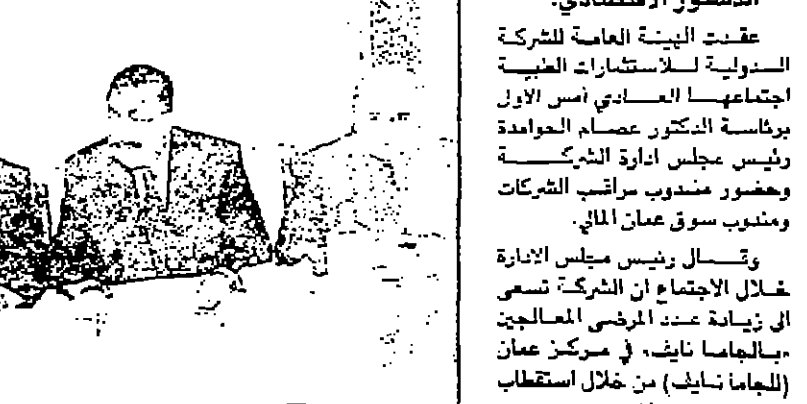 الدستور الاقتصادي:
عقدت الهيئة العامة للشركة
الدولية للاستثمارات الطبية
اجتماعها العادي أمس الاول
برئاسة الدكتور عصام الحوامدة
رئيس مجلس ادارة الشركة
وحضور مندوب مراقب الشركات
ومندوب سوق عمان المالي.
وقال رئيس مجلس الادارة
خلال الاجتماع ان الشركة تسعى
الى زيادة عدد المرضى المعالجين
«بالجاما نايف» في مركز عمان
(للجاما نايف) من خلال استقطاب